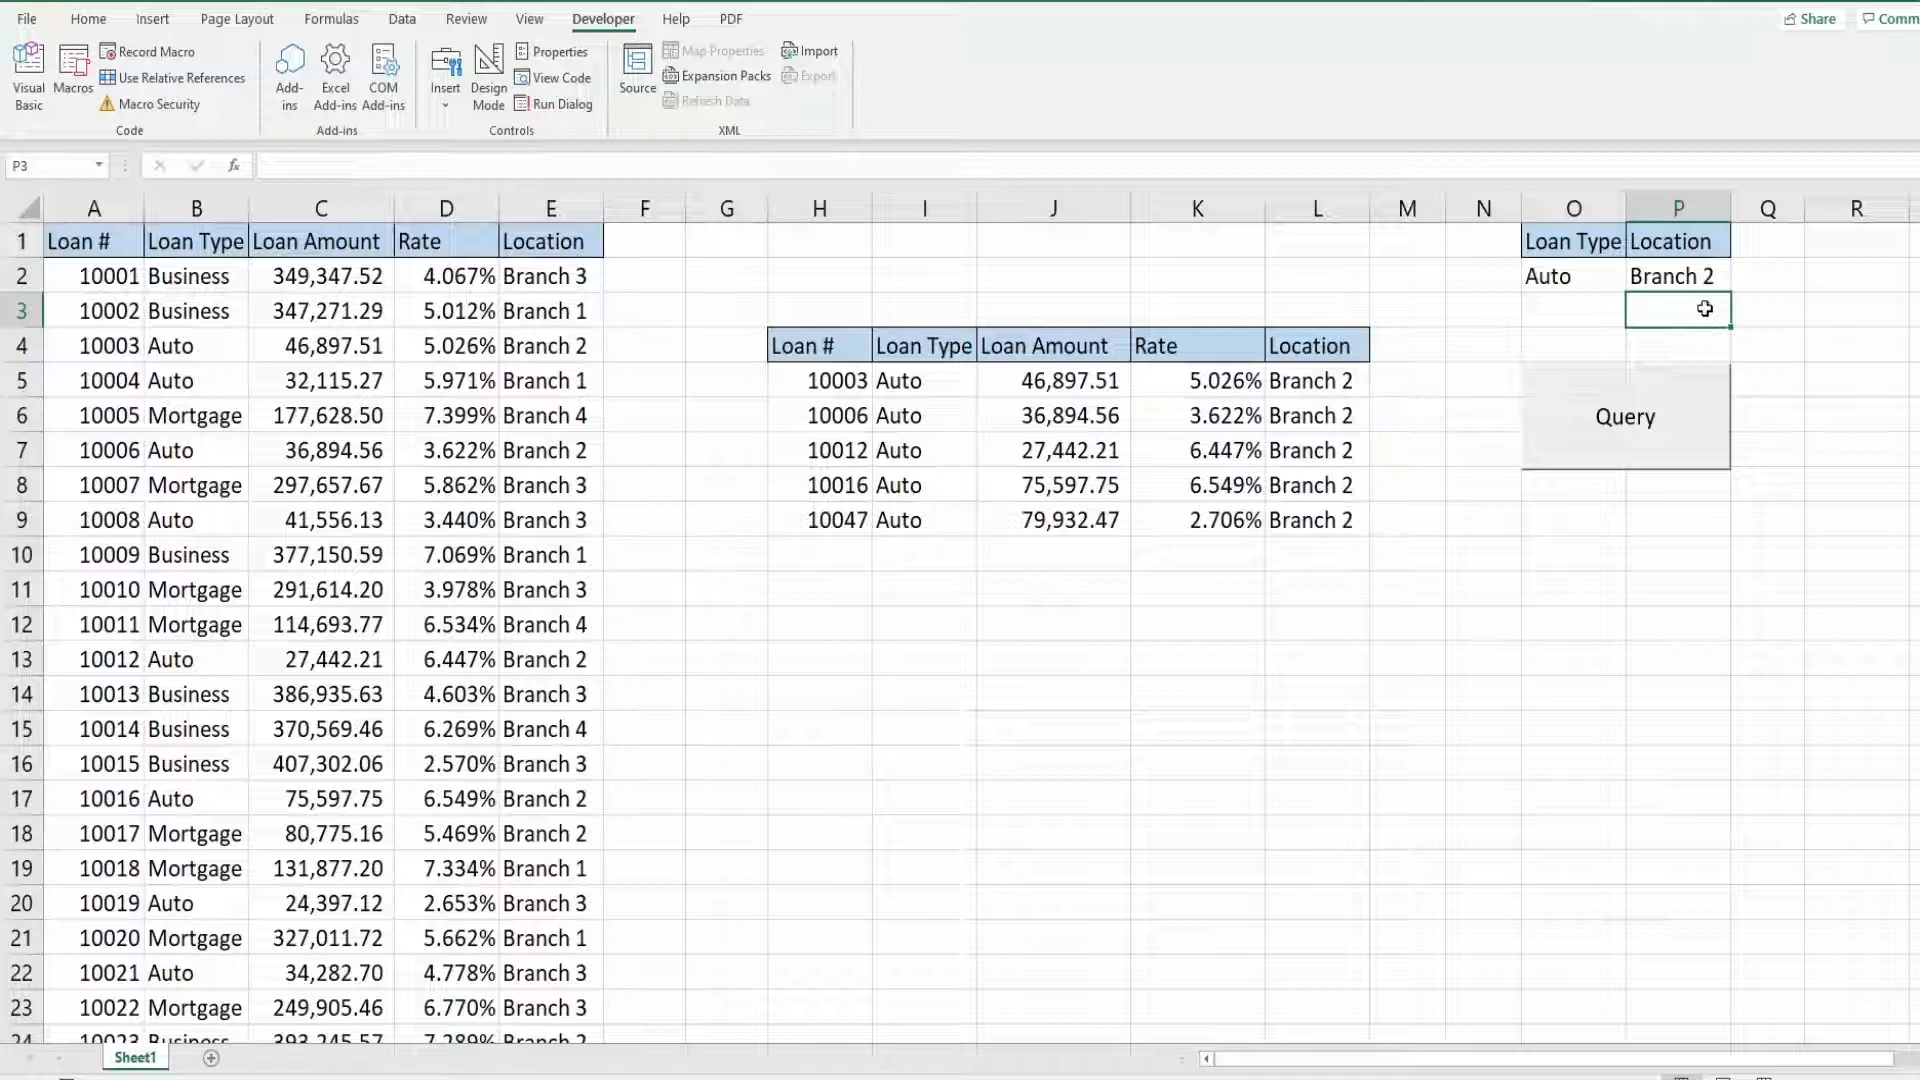 File Home Insert Page Layout Formulas Data Review View Developer Help PDF Share Comm
Visual Basic Macros Record Macro Use Relative References Macro Security Code
Add-ins Excel Add-ins COM Add-ins Add-ins
Insert Design Mode Properties View Code Run Dialog Controls
Source Map Properties Expansion Packs Refresh Data Import Export XML
P3 fx
A B C D E F G H I J K L M N O P Q R
1 Loan # Loan Type Loan Amount Rate Location Loan Type Location
2 10001 Business 349,347.52 4.067% Branch 3 Auto Branch 2
3 10002 Business 347,271.29 5.012% Branch 1
4 10003 Auto 46,897.51 5.026% Branch 2 Loan # Loan Type Loan Amount Rate Location
5 10004 Auto 32,115.27 5.971% Branch 1 10003 Auto 46,897.51 5.026% Branch 2
6 10005 Mortgage 177,628.50 7.399% Branch 4 10006 Auto 36,894.56 3.622% Branch 2 Query
7 10006 Auto 36,894.56 3.622% Branch 2 10012 Auto 27,442.21 6.447% Branch 2
8 10007 Mortgage 297,657.67 5.862% Branch 3 10016 Auto 75,597.75 6.549% Branch 2
9 10008 Auto 41,556.13 3.440% Branch 3 10047 Auto 79,932.47 2.706% Branch 2
10 10009 Business 377,150.59 7.069% Branch 1
11 10010 Mortgage 291,614.20 3.978% Branch 3
12 10011 Mortgage 114,693.77 6.534% Branch 4
13 10012 Auto 27,442.21 6.447% Branch 2
14 10013 Business 386,935.63 4.603% Branch 3
15 10014 Business 370,569.46 6.269% Branch 4
16 10015 Business 407,302.06 2.570% Branch 3
17 10016 Auto 75,597.75 6.549% Branch 2
18 10017 Mortgage 80,775.16 5.469% Branch 2
19 10018 Mortgage 131,877.20 7.334% Branch 1
20 10019 Auto 24,397.12 2.653% Branch 3
21 10020 Mortgage 327,011.72 5.662% Branch 1
22 10021 Auto 34,282.70 4.778% Branch 3
23 10022 Mortgage 249,905.46 6.770% Branch 3
24 10023 Business 393,245.57 7.289% Branch 2
Sheet1